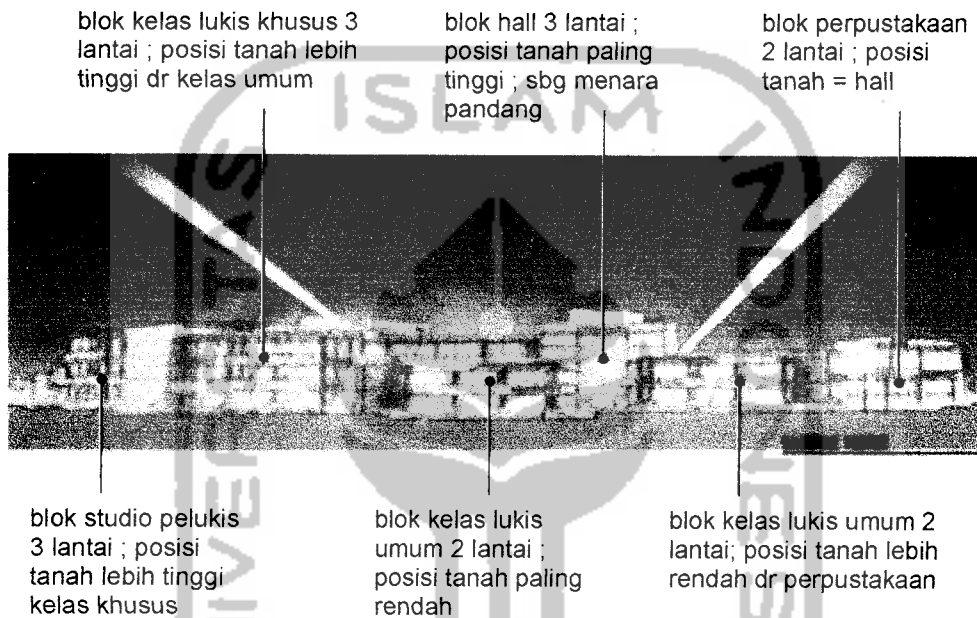 blok kelas lukis khusus 3
lantai ; posisi tanah lebih
tinggi dr kelas umum
blok hall 3 lantai ;
posisi tanah paling
tinggi ; sbg menara
pandang
blok perpustakaan
2 lantai ; posisi
tanah = hall
ISLAM
blok studio pelukis
3 lantai ; posisi
tanah lebih tinggi
kelas khusus
blok kelas lukis
umum 2 lantai ;
posisi tanah paling
rendah
blok kelas lukis umum 2
lantai; posisi tanah lebih
rendah dr perpustakaan